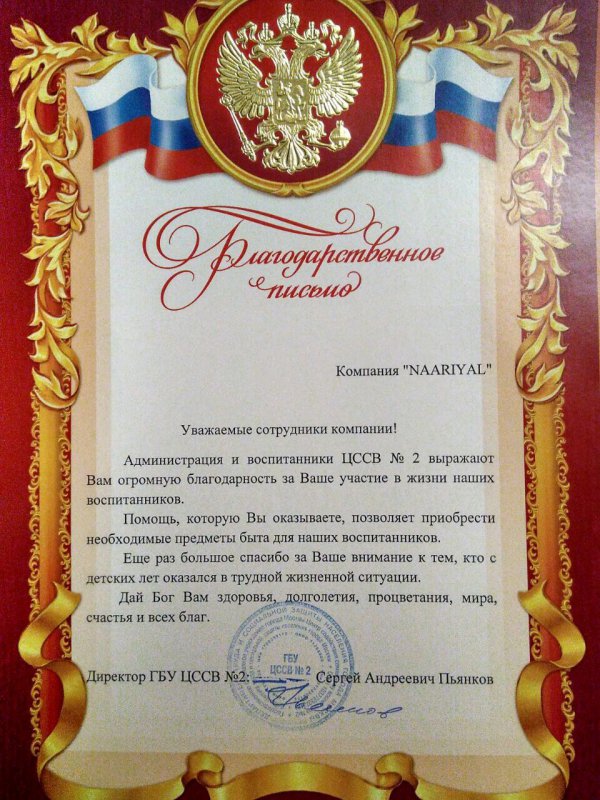 Благодарственное
письмо
Компания "NAARIYAL"
Уважаемые сотрудники компании!
Администрация и воспитанники ЦССВ № 2 выражают
Вам огромную благодарность за Ваше участие в жизни наших
воспитанников.
Помощь, которую Вы оказываете, позволяет приобрести
необходимые предметы быта для наших воспитанников.
Еще раз большое спасибо за Ваше внимание к тем, кто с
детских лет оказался в трудной жизненной ситуации.
Дай Бог Вам здоровья, долголетия, процветания, мира,
счастья и всех благ.
ГБУ
ЦССВ № 2
Директор ГБУ ЦССВ №2: Сергей Андреевич Пьянков